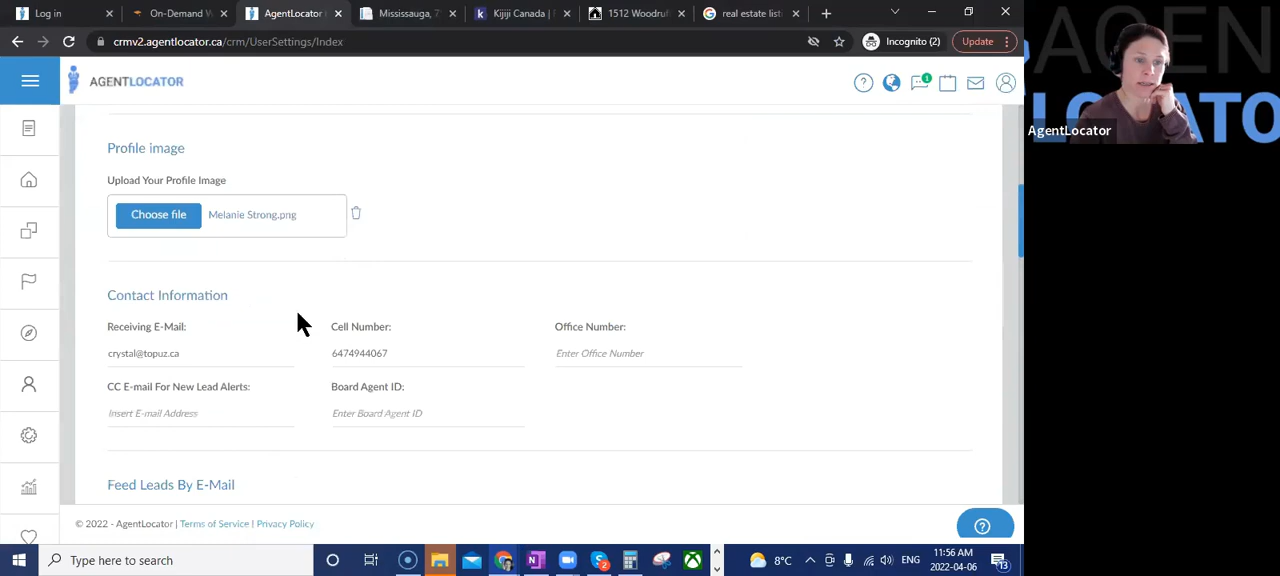 Log in
On-Demand W
AgentLocator
Mississauga, 7
Kijiji Canada | F
1512 Woodruf
real estate listi
crmv2.agentlocator.ca/crm/UserSettings/Index
Incognito (2)
Update
AGENTLOCATOR
1
Profile image
Upload Your Profile Image
Choose file
Melanie Strong.png
Contact Information
Receiving E-Mail:
Cell Number:
Office Number:
crystal@topuz.ca
6474944067
Enter Office Number
CC E-mail For New Lead Alerts:
Board Agent ID:
Insert E-mail Address
Enter Board Agent ID
Feed Leads By E-Mail
© 2022 - AgentLocator | Terms of Service | Privacy Policy
Type here to search
8°C
ENG
11:56 AM
2022-04-06
13
2
AgentLocator